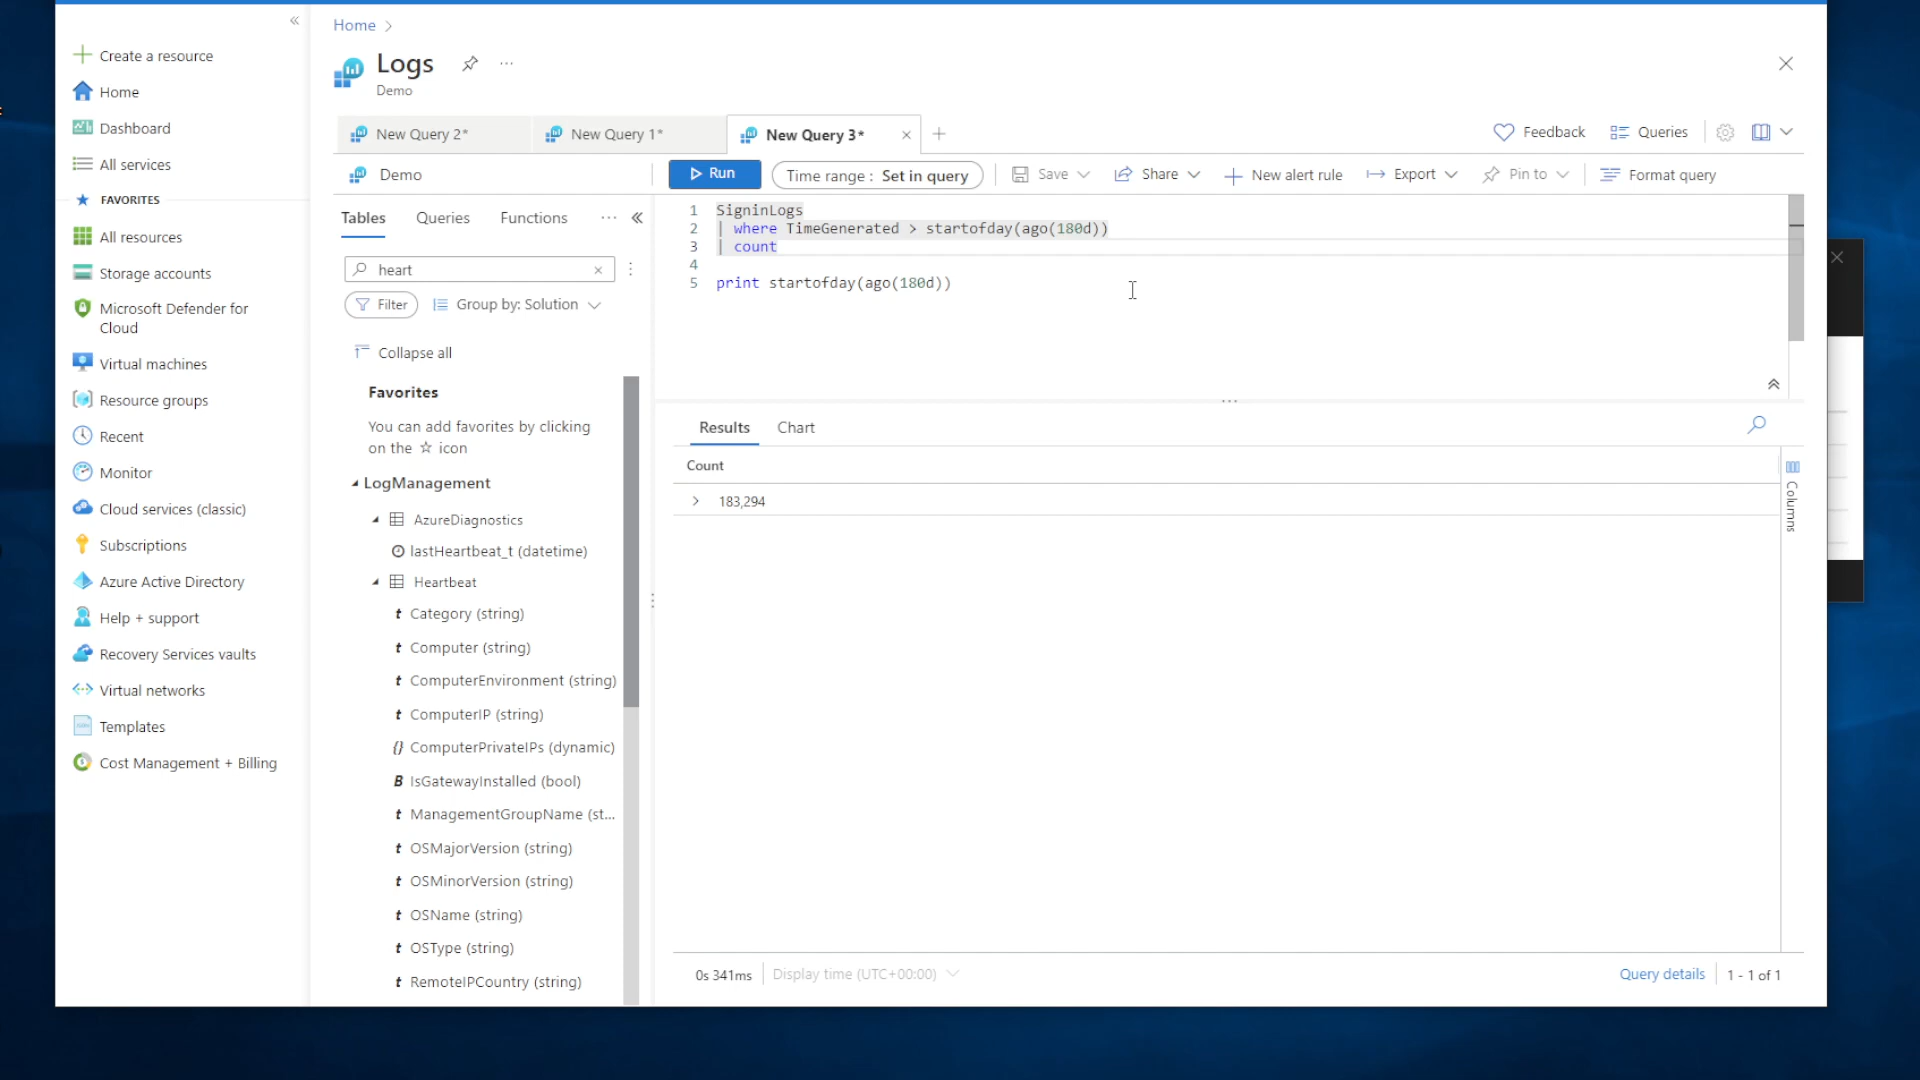 Home
Logs
Demo
Create a resource
Home
Dashboard
All services
FAVORITES
All resources
Storage accounts
Microsoft Defender for
Cloud
Virtual machines
Resource groups
Recent
Monitor
Cloud services (classic)
Subscriptions
Azure Active Directory
Help + support
Recovery Services vaults
Virtual networks
Templates
Cost Management + Billing
New Query 2*
New Query 1*
New Query 3*
Feedback
Queries
Demo
Run
Time range : Set in query
Save
Share
New alert rule
Export
Pin to
Format query
Tables
Queries
Functions
heart
Filter
Group by: Solution
Collapse all
Favorites
You can add favorites by clicking
on the ☆ icon
LogManagement
AzureDiagnostics
lastHeartbeat_t (datetime)
Heartbeat
t Category (string)
t Computer (string)
t ComputerEnvironment (string)
t ComputerIP (string)
{} ComputerPrivateIPs (dynamic)
B IsGatewayInstalled (bool)
t ManagementGroupName (st...
t OSMajorVersion (string)
t OSMinorVersion (string)
t OSName (string)
t OSType (string)
t RemoteIPCountry (string)
1 SigninLogs
2 | where TimeGenerated > startofday(ago(180d))
3 | count
4
5 print startofday(ago(180d))
Results
Chart
Count
183,294
Columns
0s 341ms
Display time (UTC+00:00)
Query details
1 - 1 of 1